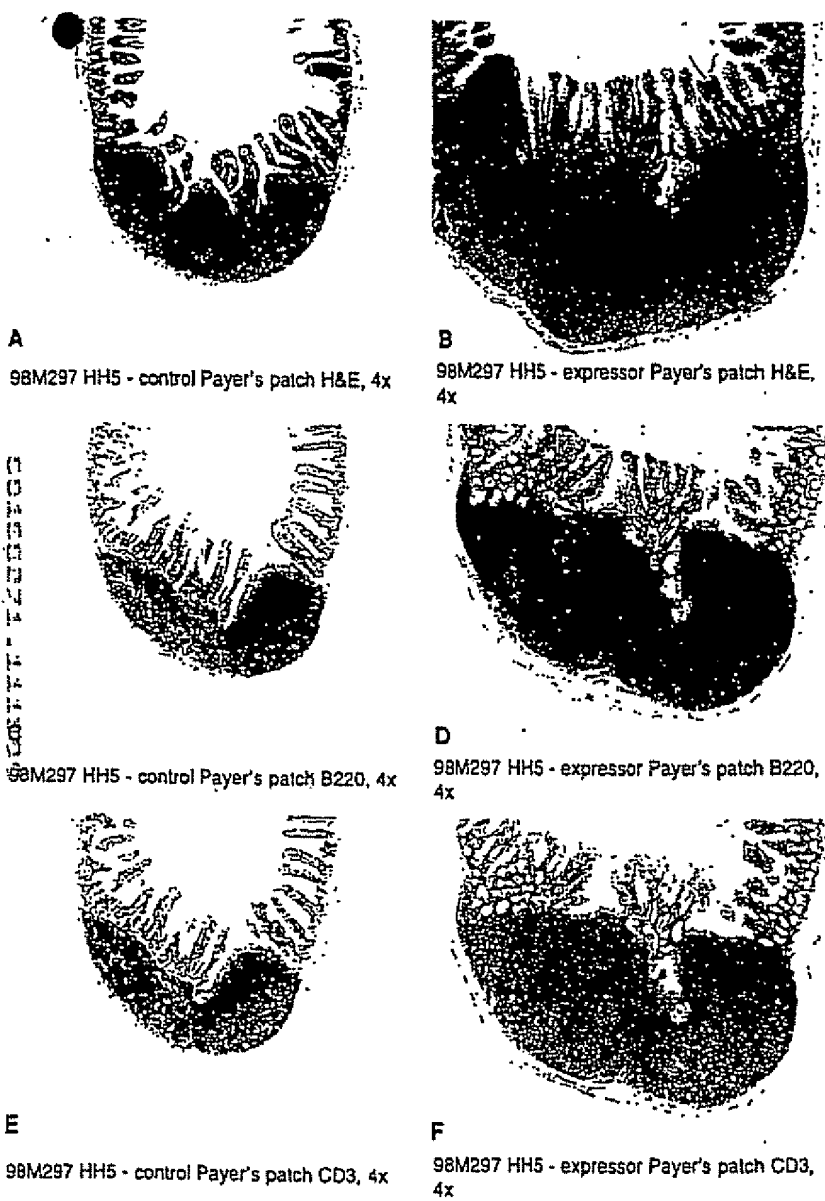 A
98M297 HH5 - control Payer's patch H&E, 4x
B
98M297 HH5 - expressor Payer's patch H&E,
4x
98M297 HH5 - control Payer's patch B220, 4x
D
98M297 HH5 - expressor Payer's patch B220,
4x
E
98M297 HH5 - control Payer's patch CD3, 4x
F
98M297 HH5 - expressor Payer's patch CD3,
4x